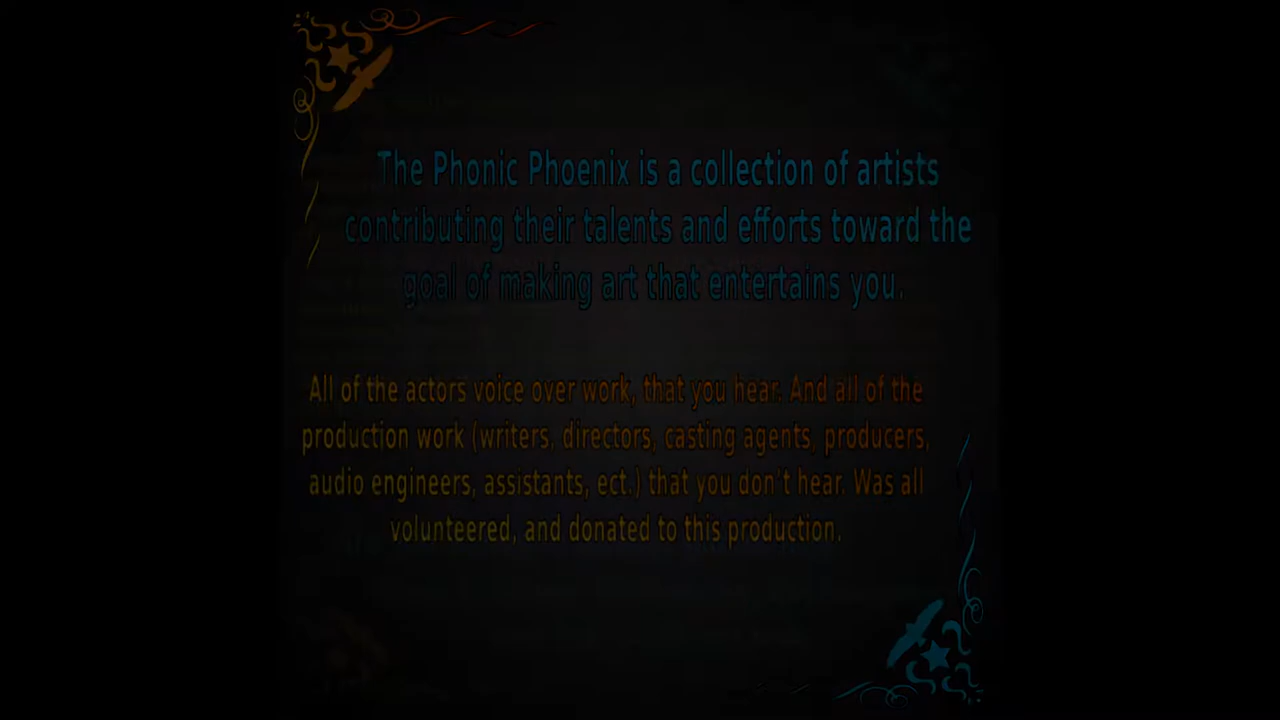 The Phonic Phoenix is a collection of artists
contributing their talents and efforts toward the
goal of making art that entertains you.
All of the actors voice over work, that you hear. And all of the
production work (writers, directors, casting agents, producers,
audio engineers, assistants, ect.) that you don't hear. Was all
volunteered, and donated to this production.